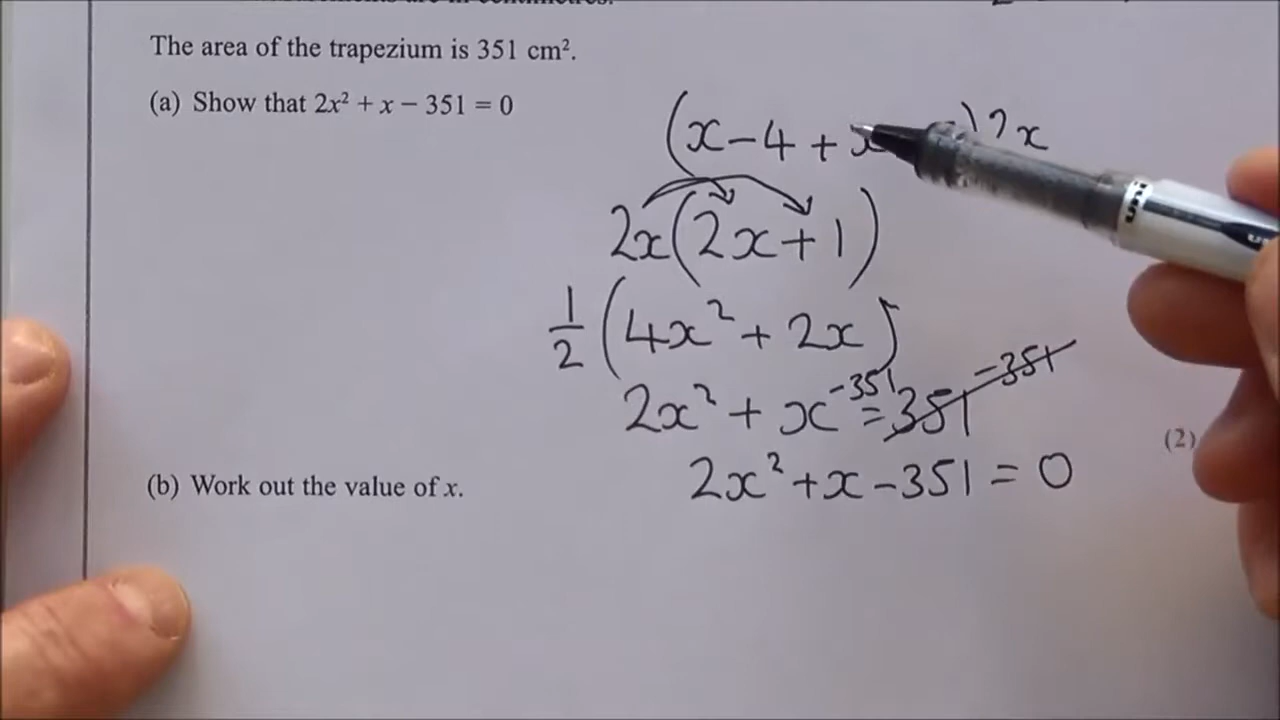 The area of the trapezium is 351 cm².
(a) Show that 2x² + x − 351 = 0
(x − 4 + x ) 2x
2x(2x + 1)
1/2 (4x² + 2x)
2x² + x −351 = 351 −351
2x² + x − 351 = 0
(2)
(b) Work out the value of x.